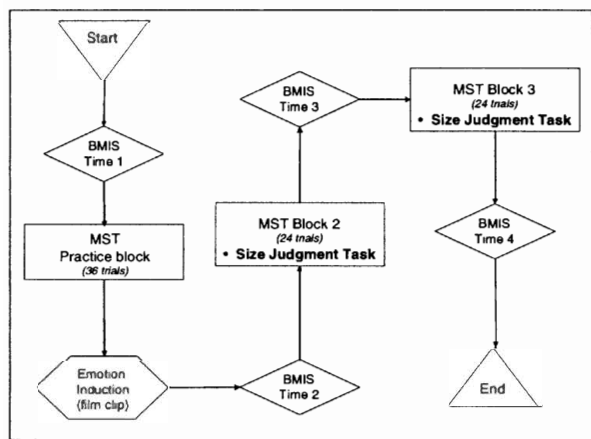 Start
BMIS
Time 1
MST
Practice block
(36 trials)
Emotion
Induction
(film clip)
BMIS
Time 2
MST Block 2
(24 trials)
• Size Judgment Task
BMIS
Time 3
MST Block 3
(24 trials)
• Size Judgment Task
BMIS
Time 4
End